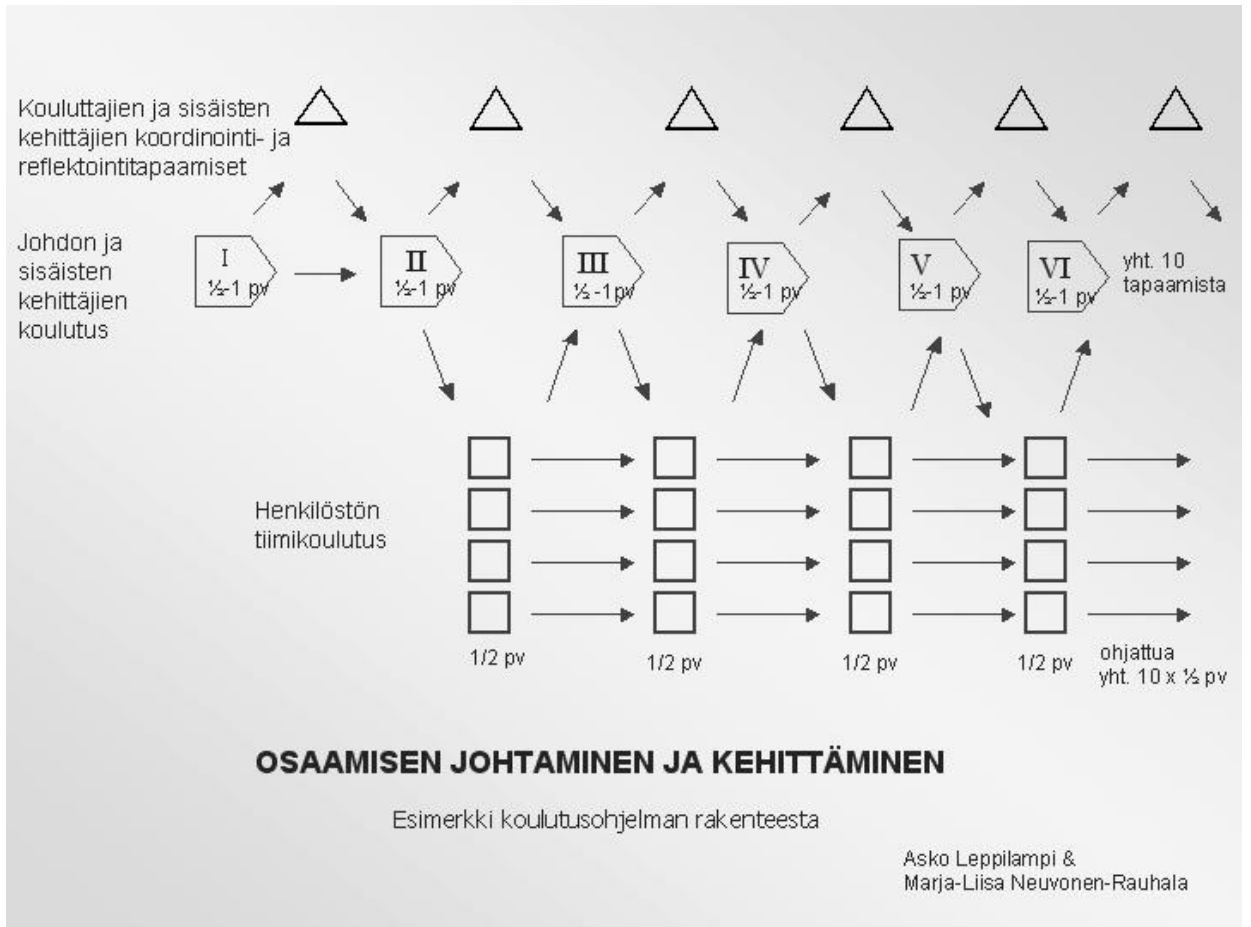 Kouluttajien ja sisäisten
kehittäjien koordinointi- ja
reflektointitapaamiset
Johdon ja
sisäisten
kehittäjien
koulutus
I
½-1 pv
II
½-1 pv
III
½ -1pv
IV
½-1 pv
V
½-1 pv
VI
½-1 pv
yht. 10
tapaamista
Henkilöstön
tiimikoulutus
1/2 pv
1/2 pv
1/2 pv
1/2 pv
ohjattua
yht. 10 x ½ pv
OSAAMISEN JOHTAMINEN JA KEHITTÄMINEN
Esimerkki koulutusohjelman rakenteesta
Asko Leppilampi &
Marja-Liisa Neuvonen-Rauhala